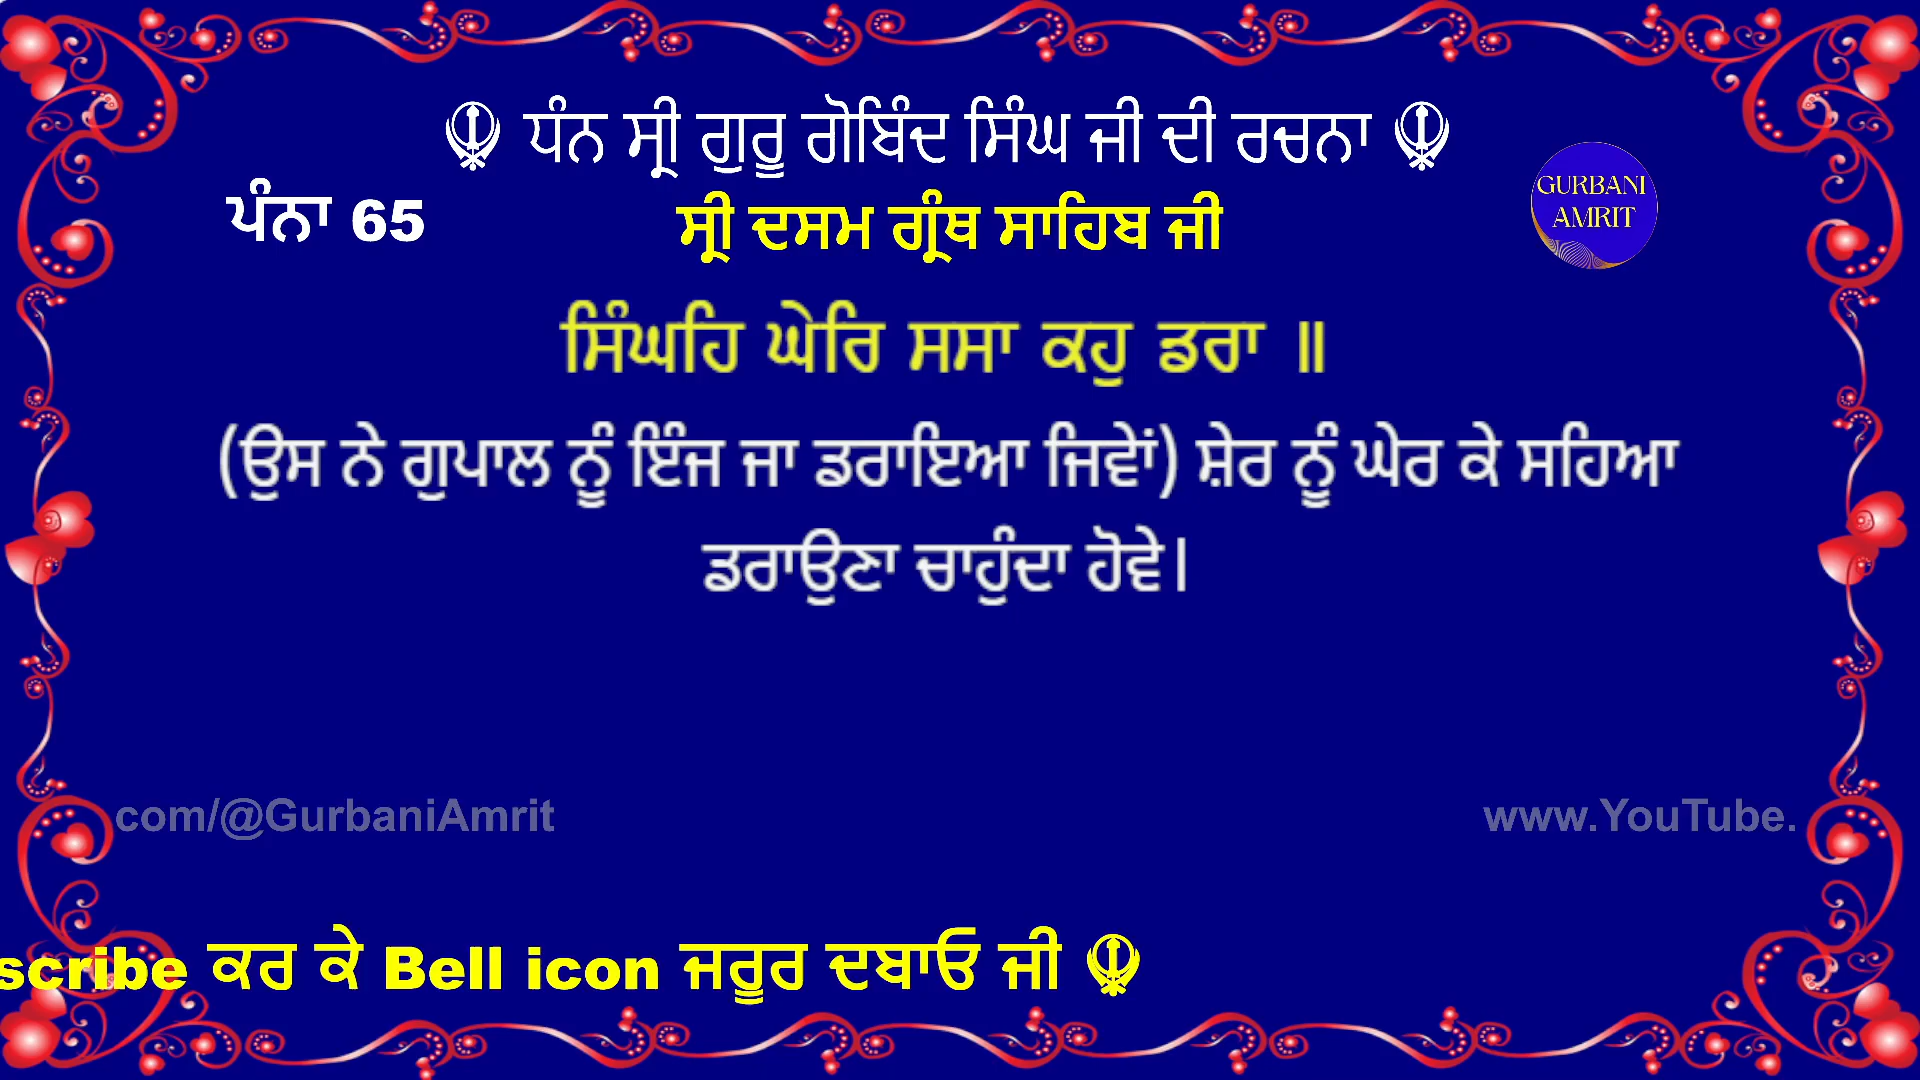 ☬ ਧੰਨ ਸ੍ਰੀ ਗੁਰੂ ਗੋਬਿੰਦ ਸਿੰਘ ਜੀ ਦੀ ਰਚਨਾ ☬
ਪੰਨਾ 65
ਸ੍ਰੀ ਦਸਮ ਗ੍ਰੰਥ ਸਾਹਿਬ ਜੀ
GURBANI
AMRIT
ਸਿੰਘਹਿ ਘੇਰਿ ਸਸਾ ਕਹੁ ਡਰਾ ॥
(ਉਸ ਨੇ ਗੁਪਾਲ ਨੂੰ ਇੰਜ ਜਾ ਡਰਾਇਆ ਜਿਵੇਂ) ਸ਼ੇਰ ਨੂੰ ਘੇਰ ਕੇ ਸਹਿਆ
ਡਰਾਉਣਾ ਚਾਹੁੰਦਾ ਹੋਵੇ।
com/@GurbaniAmrit
www.YouTube.
scribe ਕਰ ਕੇ Bell icon ਜਰੂਰ ਦਬਾਓ ਜੀ ☬